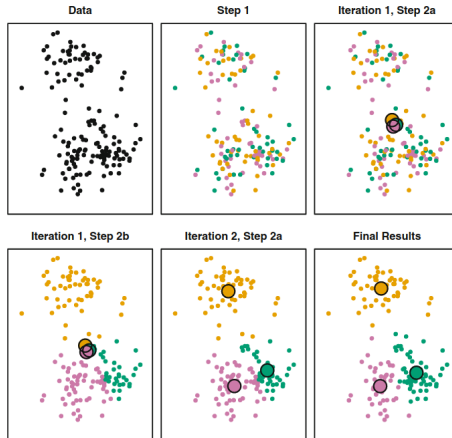 Data
Step 1
Iteration 1, Step 2a
Iteration 1, Step 2b
Iteration 2, Step 2a
Final Results